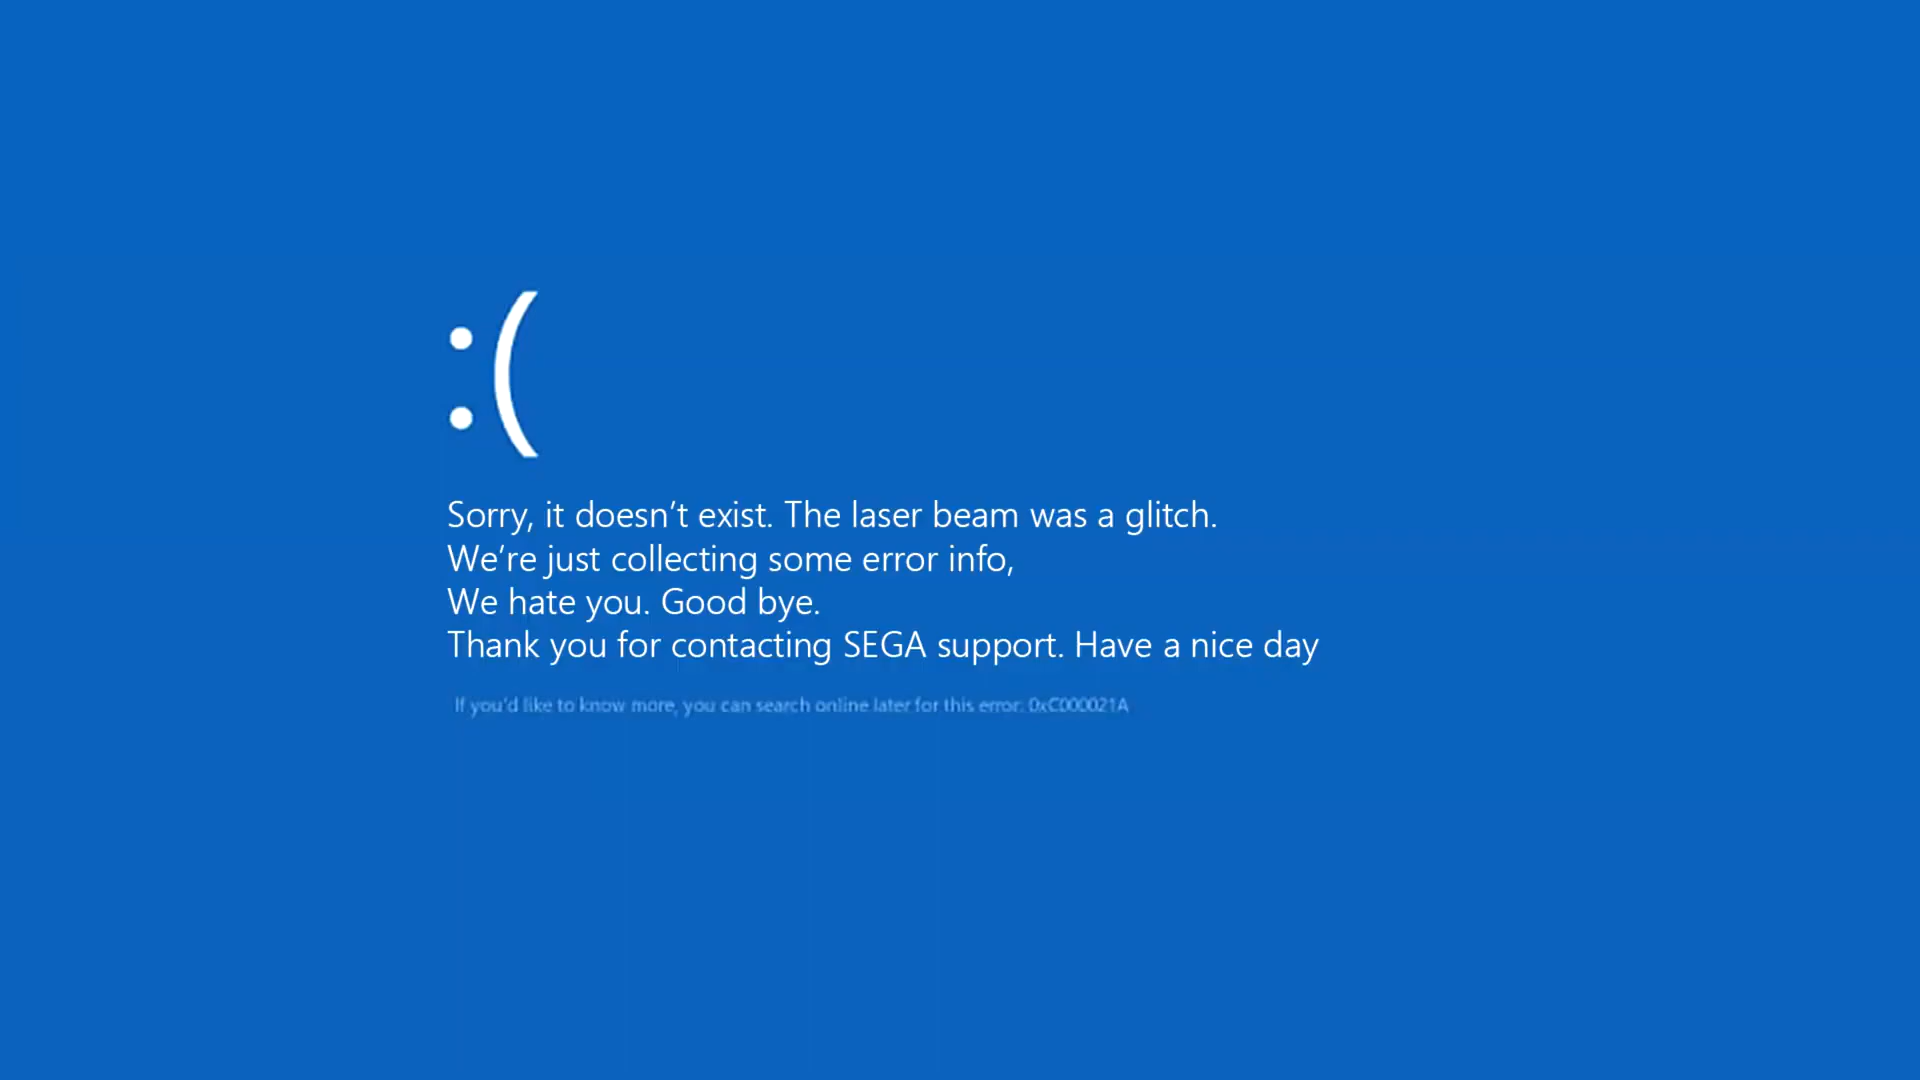 :(
Sorry, it doesn’t exist. The laser beam was a glitch.
We’re just collecting some error info,
We hate you. Good bye.
Thank you for contacting SEGA support. Have a nice day
If you'd like to know more, you can search online later for this error: 0xC000021A